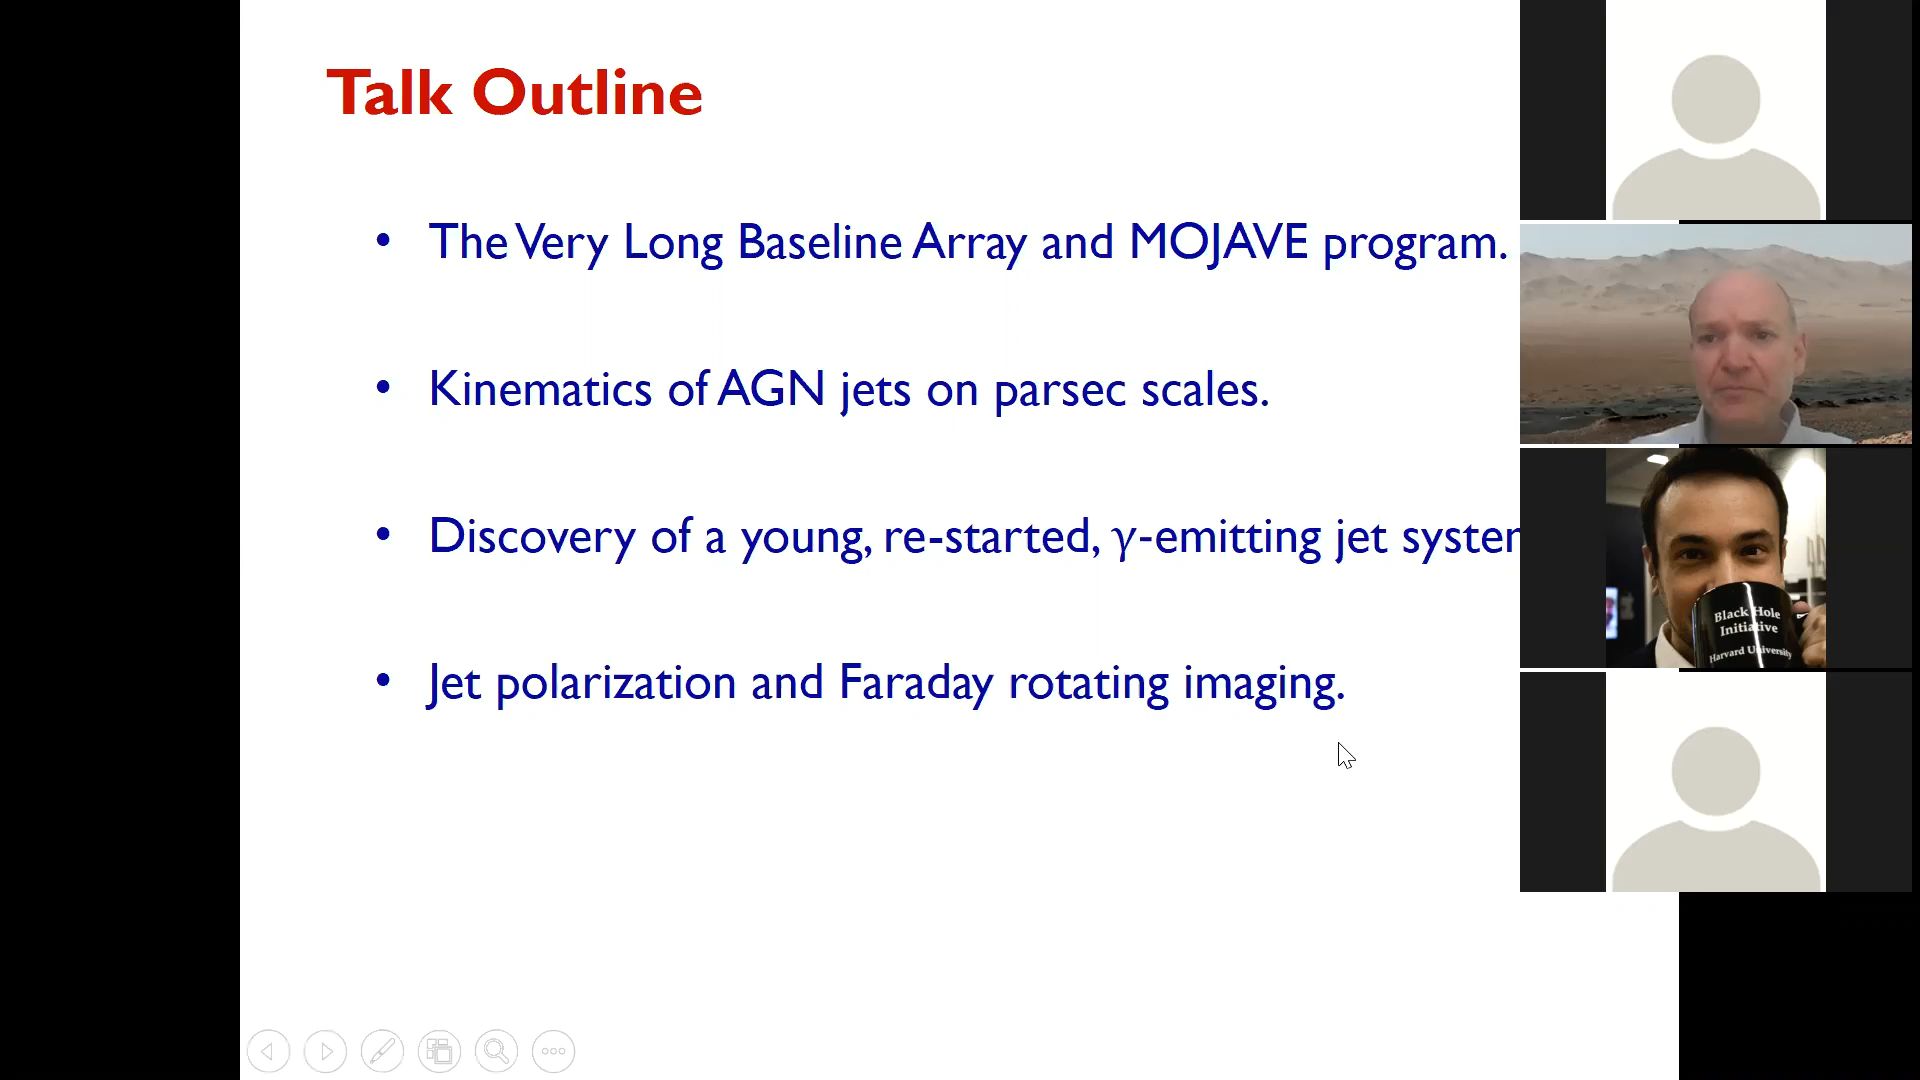 Talk Outline
• The Very Long Baseline Array and MOJAVE program.
• Kinematics of AGN jets on parsec scales.
• Discovery of a young, re-started, γ-emitting jet
• Jet polarization and Faraday rotating imaging.
Black Hole
Initiative
Harvard University